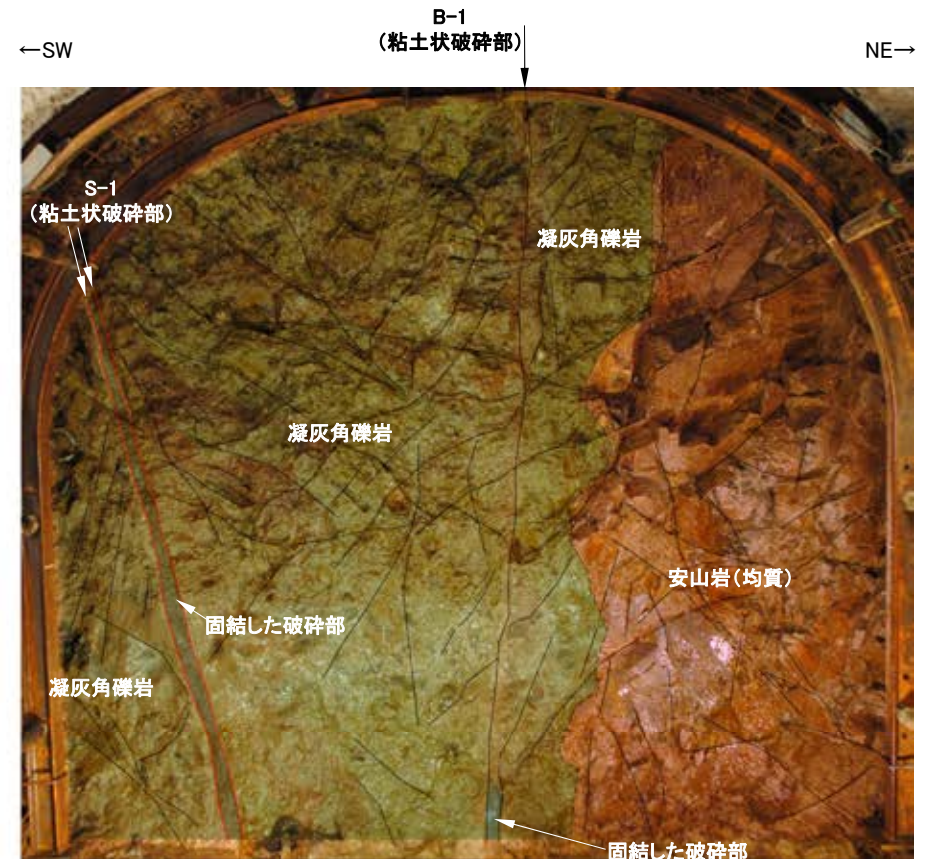 B-1
(粘土状破砕部)
←SW
NE→
S-1
(粘土状破砕部)
凝灰角礫岩
凝灰角礫岩
安山岩(均質)
固結した破砕部
凝灰角礫岩
固結した破砕部